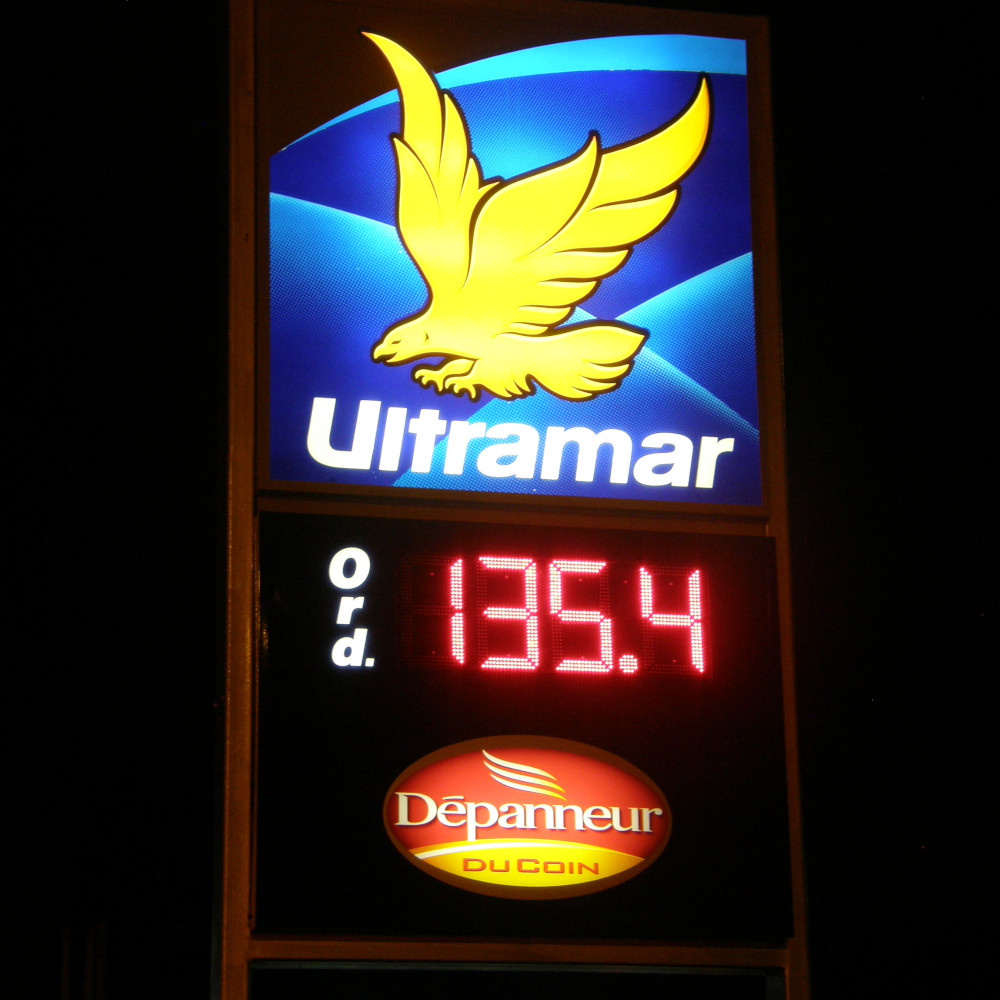 Ultramar
Ord.
135.4
Dépanneur
DU COIN